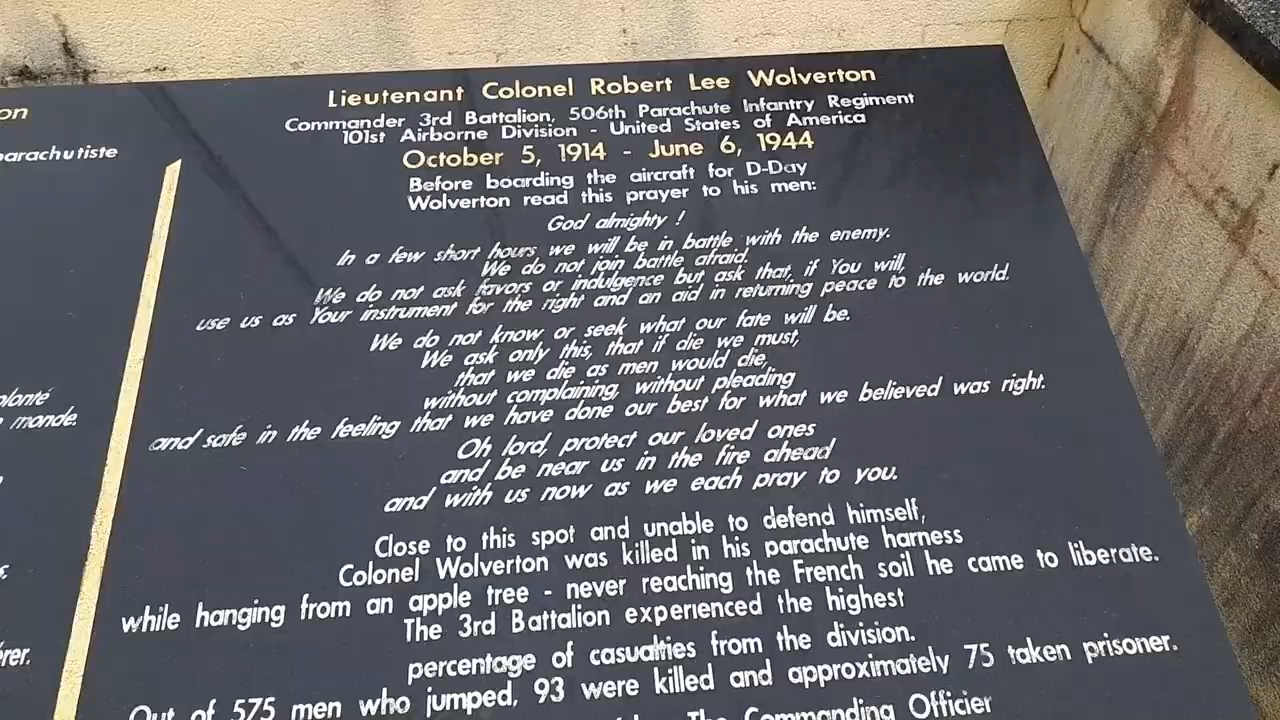 on
parachutiste
olonté
monde.
érer.
Lieutenant Colonel Robert Lee Wolverton
Commander 3rd Battalion, 506th Parachute Infantry Regiment
101st Airborne Division - United States of America
October 5, 1914 - June 6, 1944
Before boarding the aircraft for D-Day
Wolverton read this prayer to his men:
God almighty !
In a few short hours we will be in battle with the enemy.
We do not join battle afraid.
We do not ask favors or indulgence but ask that, if You will,
use us as Your instrument for the right and an aid in returning peace to the world.
We do not know or seek what our fate will be.
We ask only this, that if die we must,
that we die as men would die,
without complaining, without pleading
and safe in the feeling that we have done our best for what we believed was right.
Oh lord, protect our loved ones
and be near us in the fire ahead
and with us now as we each pray to you.
Close to this spot and unable to defend himself,
Colonel Wolverton was killed in his parachute harness
while hanging from an apple tree - never reaching the French soil he came to liberate.
The 3rd Battalion experienced the highest
percentage of casualties from the division.
Out of 575 men who jumped, 93 were killed and approximately 75 taken prisoner.
The Commanding Officier